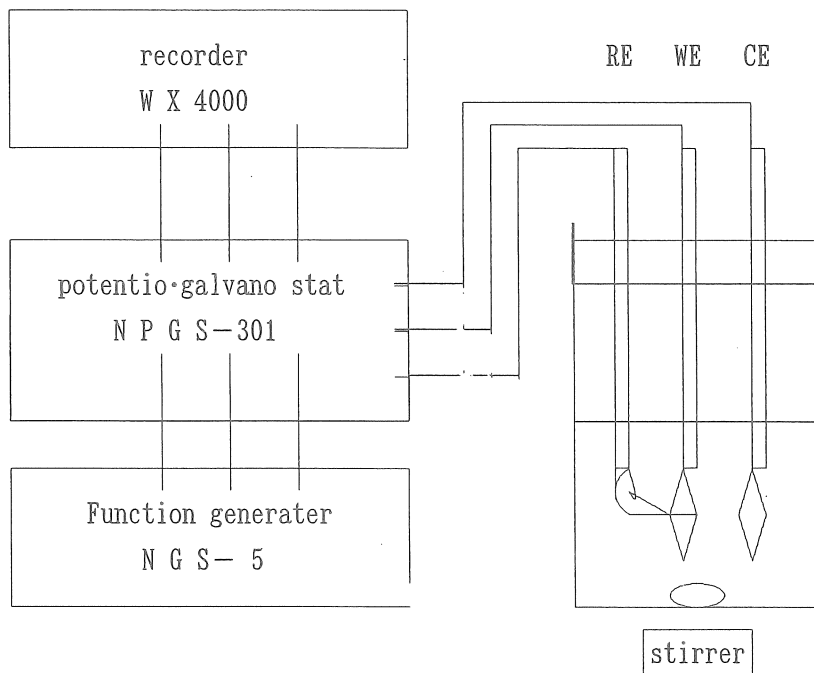 recorder
W X 4000
RE WE CE
potentio·galvano stat
N P G S－301
Function generater
N G S－ 5
stirrer